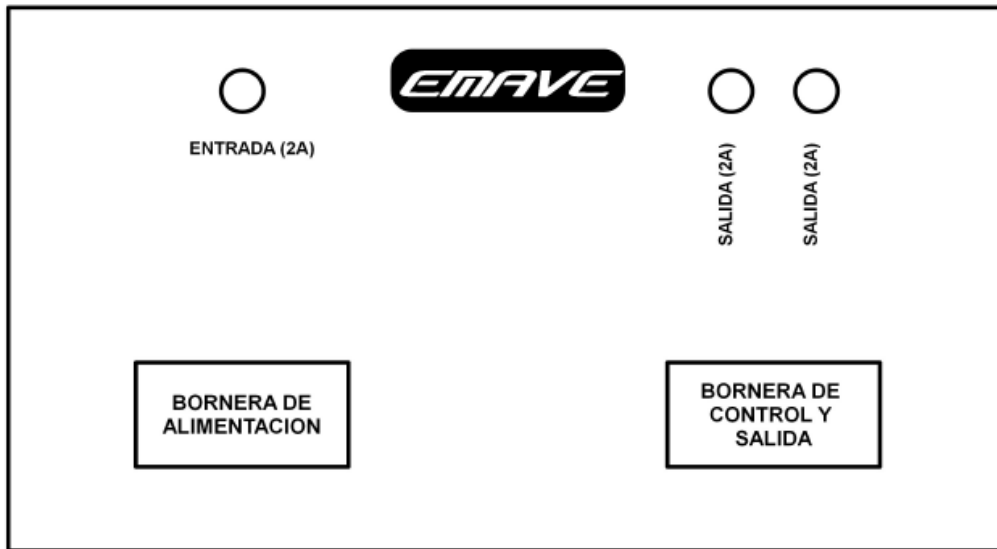 EMAVE
ENTRADA (2A)
SALIDA (2A)
SALIDA (2A)
BORNERA DE
ALIMENTACION
BORNERA DE
CONTROL Y
SALIDA